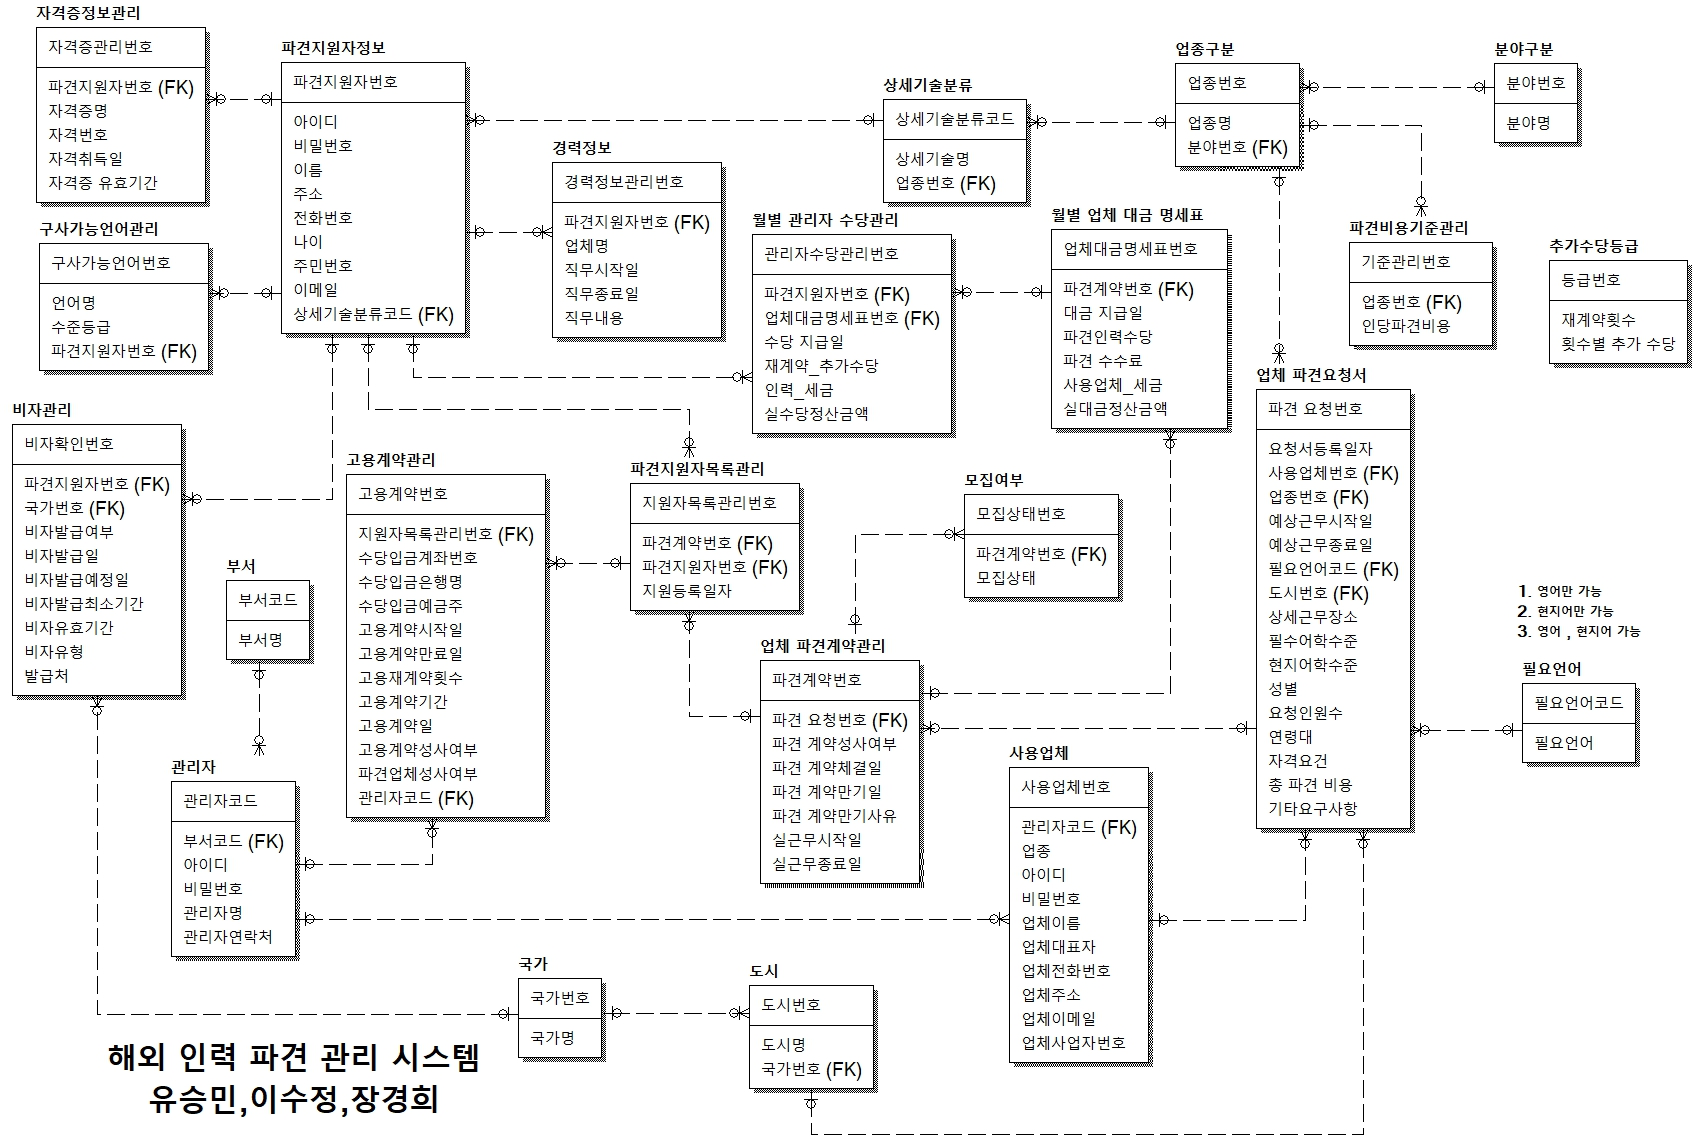 자격증정보관리
자격증관리번호
파견지원자번호 (FK)
자격증명
자격번호
자격취득일
자격증 유효기간
파견지원자정보
파견지원자번호
아이디
비밀번호
이름
주소
전화번호
나이
주민번호
이메일
상세기술분류코드 (FK)
경력정보
경력정보관리번호
파견지원자번호 (FK)
업체명
직무시작일
직무종료일
직무내용
상세기술분류
상세기술분류코드
상세기술명
업종번호 (FK)
업종구분
업종번호
업종명
분야번호 (FK)
분야구분
분야번호
분야명
구사가능언어관리
구사가능언어번호
언어명
수준등급
파견지원자번호 (FK)
월별 관리자 수당관리
관리자수당관리번호
파견지원자번호 (FK)
업체대금명세표번호 (FK)
수당 지급일
재계약_추가수당
인력_세금
실수당정산금액
월별 업체 대금 명세표
업체대금명세표번호
파견계약번호 (FK)
대금 지급일
파견인력수당
파견 수수료
사용업체_세금
실대금정산금액
파견비용기준관리
기준관리번호
업종번호 (FK)
인당파견비용
추가수당등급
등급번호
재계약횟수
횟수별 추가 수당
비자관리
비자확인번호
파견지원자번호 (FK)
국가번호 (FK)
비자발급여부
비자발급일
비자발급예정일
비자발급최소기간
비자유효기간
비자유형
발급처
부서
부서코드
부서명
고용계약관리
고용계약번호
지원자목록관리번호 (FK)
수당입금계좌번호
수당입금은행명
수당입금예금주
고용계약시작일
고용계약만료일
고용재계약횟수
고용계약기간
고용계약일
고용계약성사여부
파견업체성사여부
관리자코드 (FK)
파견지원자목록관리
지원자목록관리번호
파견계약번호 (FK)
파견지원자번호 (FK)
지원등록일자
모집여부
모집상태번호
파견계약번호 (FK)
모집상태
업체 파견요청서
파견 요청번호
요청서등록일자
사용업체번호 (FK)
업종번호 (FK)
예상근무시작일
예상근무종료일
필요언어코드 (FK)
도시번호 (FK)
상세근무장소
필수어학수준
현지어학수준
성별
요청인원수
연령대
자격요건
총 파견 비용
기타요구사항
1. 영어만 가능
2. 현지어만 가능
3. 영어 , 현지어 가능
필요언어
필요언어코드
필요언어
업체 파견계약관리
파견계약번호
파견 요청번호 (FK)
파견 계약성사여부
파견 계약체결일
파견 계약만기일
파견 계약만기사유
실근무시작일
실근무종료일
관리자
관리자코드
부서코드 (FK)
아이디
비밀번호
관리자명
관리자연락처
사용업체
사용업체번호
관리자코드 (FK)
업종
아이디
비밀번호
업체이름
업체대표자
업체전화번호
업체주소
업체이메일
업체사업자번호
국가
국가번호
국가명
도시
도시번호
도시명
국가번호 (FK)
해외 인력 파견 관리 시스템
유승민,이수정,장경희